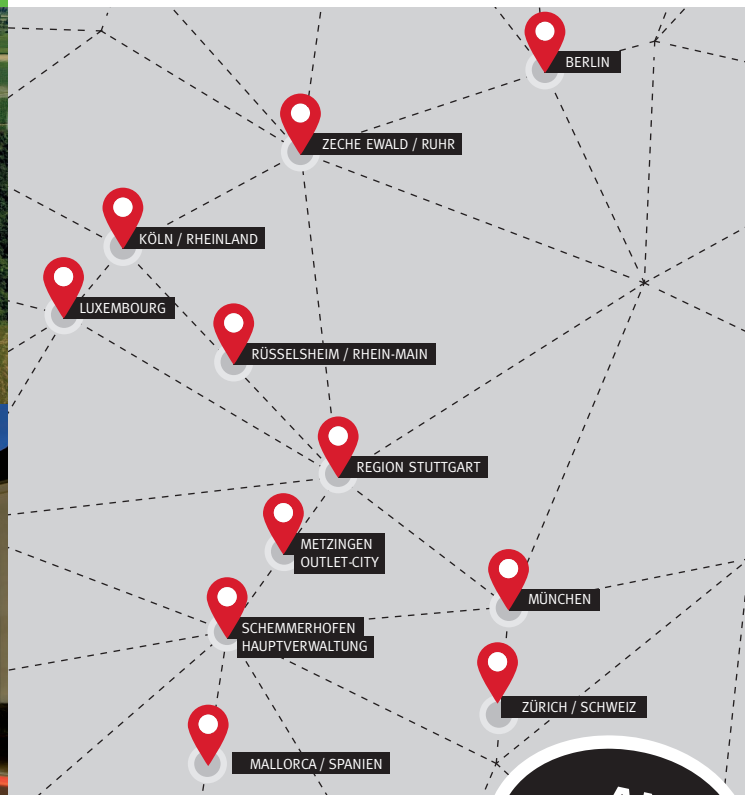 BERLIN
ZECHE EWALD / RUHR
KÖLN / RHEINLAND
LUXEMBOURG
RÜSSELSHEIM / RHEIN-MAIN
REGION STUTTGART
METZINGEN
OUTLET-CITY
MÜNCHEN
SCHEMMERHOFEN
HAUPTVERWALTUNG
ZÜRICH / SCHWEIZ
MALLORCA / SPANIEN